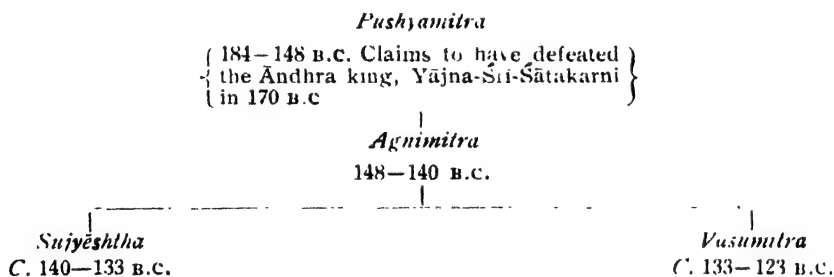 Pushyamitra
184–148 B.C. Claims to have defeated
the Āndhra king, Yājna-Śrī-Śātakarni
in 170 B.C
Agnimitra
148–140 B.C.
Sujyēshtha Vasumitra
C. 140–133 B.C. C. 133–123 B.C.